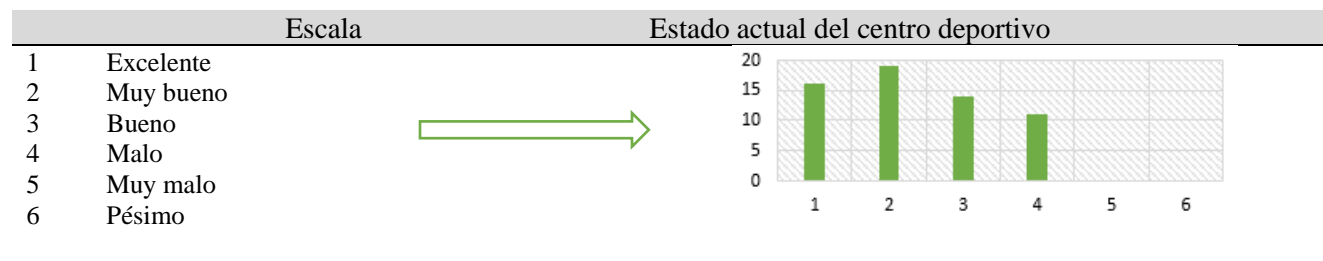 Escala Estado actual del centro deportivo
1 Excelente
2 Muy bueno
3 Bueno
4 Malo
5 Muy malo
6 Pésimo
20
15
10
5
0
1 2 3 4 5 6